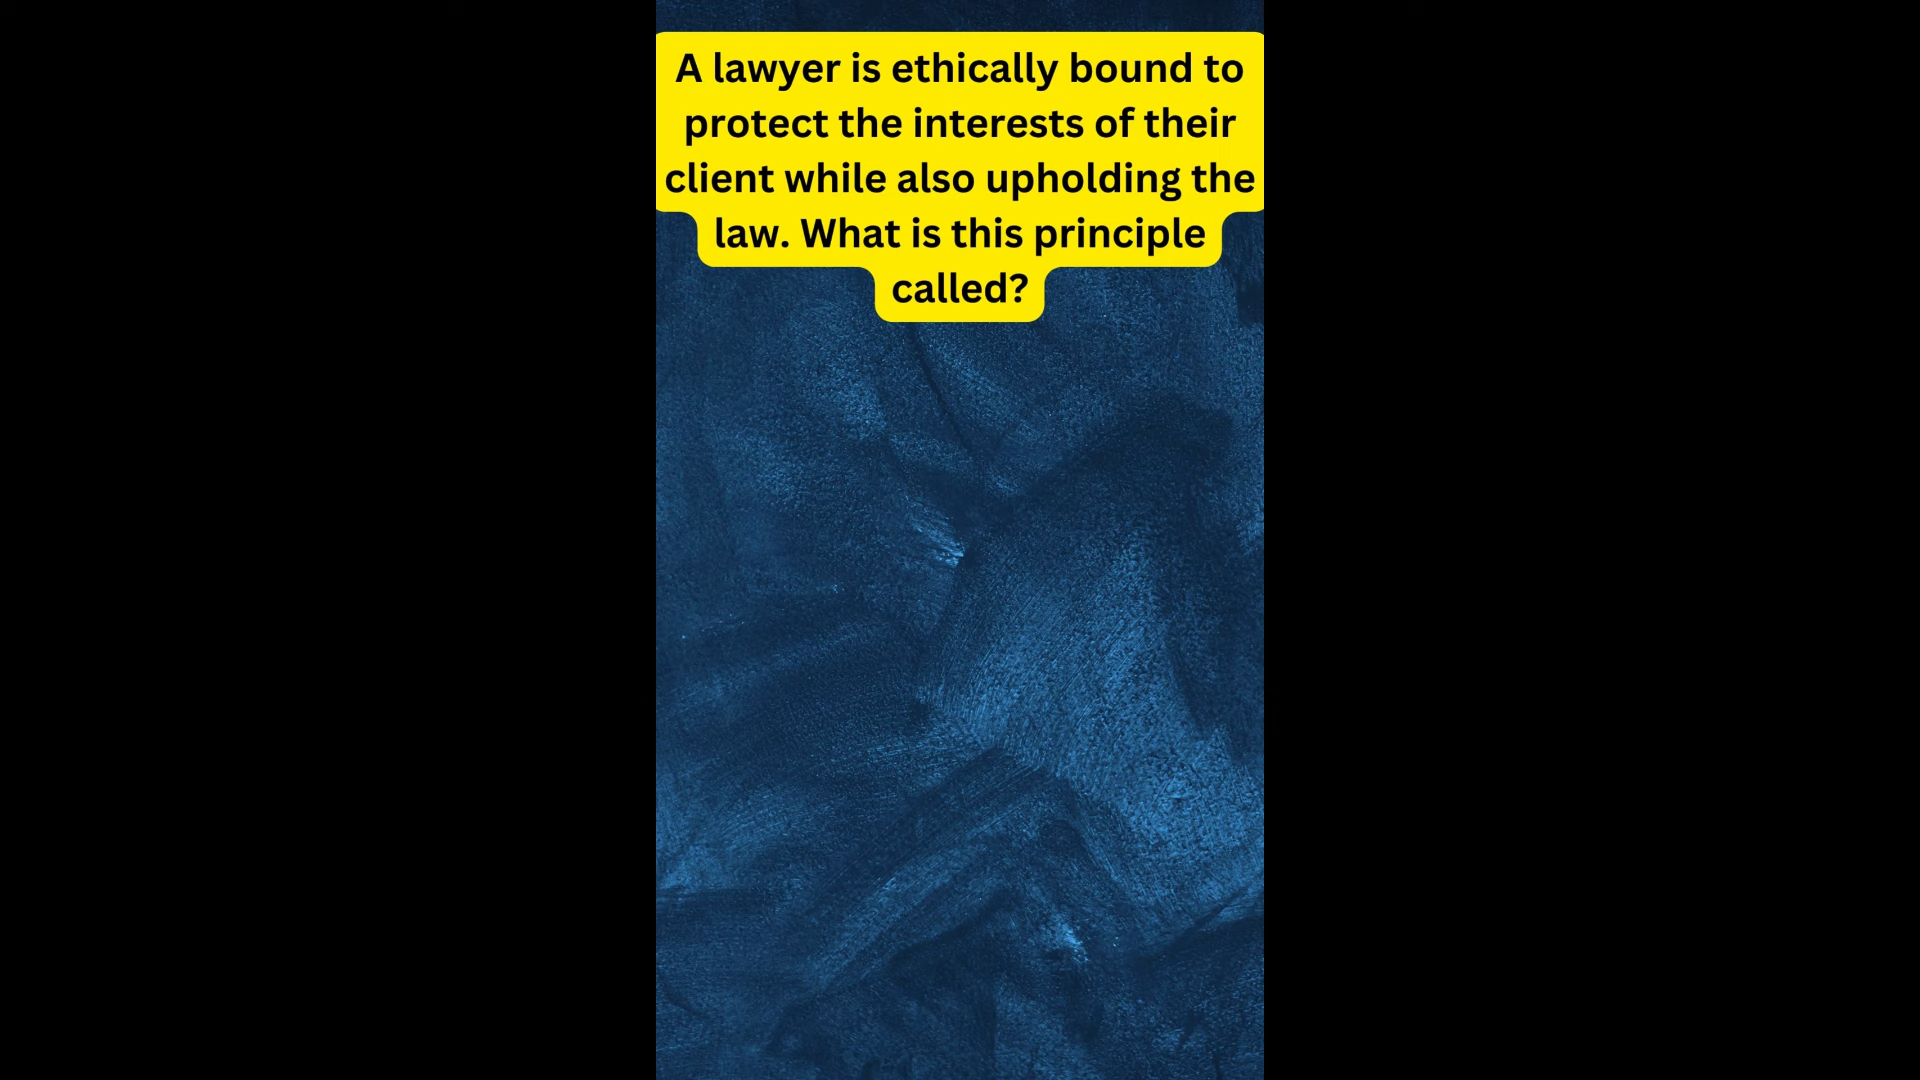 A lawyer is ethically bound to
protect the interests of their
client while also upholding the
law. What is this principle
called?